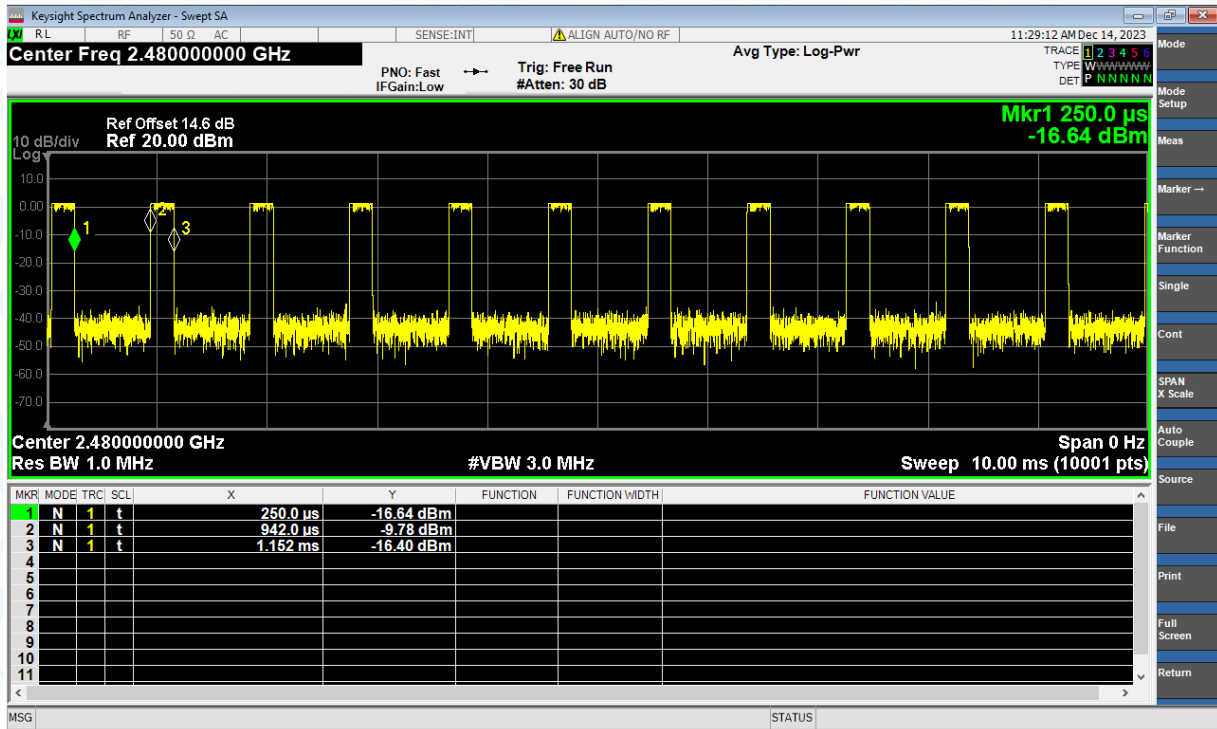 Keysight Spectrum Analyzer - Swept SA
LXI RL RF 50 Ω AC SENSE:INT ALIGN AUTO/NO RF 11:29:12 AM Dec 14, 2023
Center Freq 2.480000000 GHz
PNO: Fast
IFGain:Low
Trig: Free Run
#Atten: 30 dB
Avg Type: Log-Pwr
TRACE 1 2 3 4 5 6
TYPE WWWWWW
DET P N N N N N
Mkr1 250.0 µs
-16.64 dBm
Ref Offset 14.6 dB
10 dB/div Ref 20.00 dBm
Log
10.0
0.00
-10.0
-20.0
-30.0
-40.0
-50.0
-60.0
-70.0
1
2
3
Center 2.480000000 GHz Span 0 Hz
Res BW 1.0 MHz #VBW 3.0 MHz Sweep 10.00 ms (10001 pts)
MKR MODE TRC SCL X Y FUNCTION FUNCTION WIDTH FUNCTION VALUE
1 N 1 t 250.0 µs -16.64 dBm
2 N 1 t 942.0 µs -9.78 dBm
3 N 1 t 1.152 ms -16.40 dBm
4
5
6
7
8
9
10
11
MSG STATUS
Mode
Mode
Setup
Meas
Marker →
Marker
Function
Single
Cont
SPAN
X Scale
Auto
Couple
Source
File
Print
Full
Screen
Return